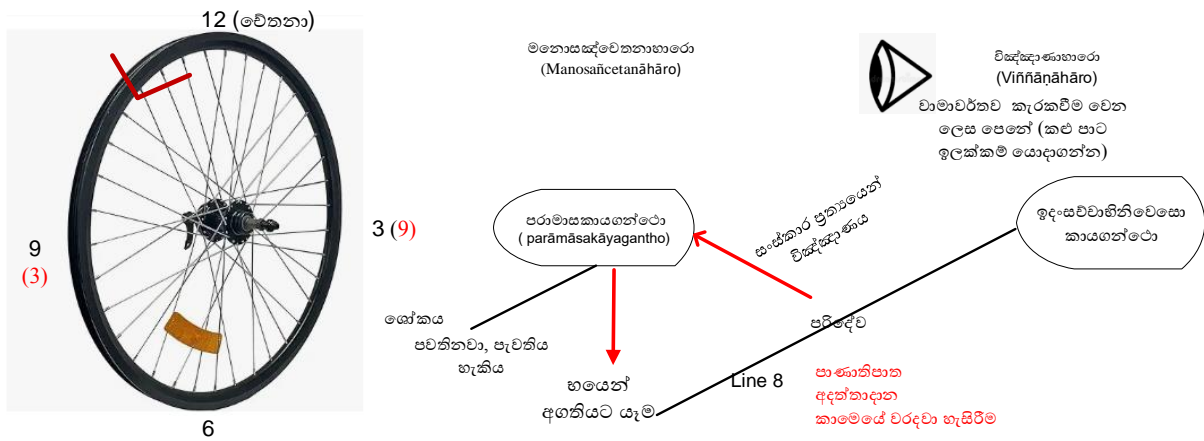 12 (චේතනා)
9
(3)
3 (9)
6
මනොසඤ්චෙතනාහාරො
(Manosañcetanāhāro)
විඤ්ඤාණාහාරො
(Viññāṇāhāro)
වාමාවර්තව කැරකවීම වෙන
ලෙස පෙනේ (කළු පාට
ඉලක්කම් යොදාගන්න)
පරාමාසකායගන්ථො
( parāmāsakāyagantho)
සංස්කාර ප්‍රත්‍යයෙන්
විඤ්ඤාණය
ඉදංසච්චාභිනිවෙසො
කායගන්ථො
ශෝකය
පවතිනවා, පැවතිය
හැකිය
භයෙන්
අගතියට යෑම
පරිදේව
Line 8
පාණාතිපාත
අදත්තාදාන
කාමෙයේ වරදවා හැසිරීම